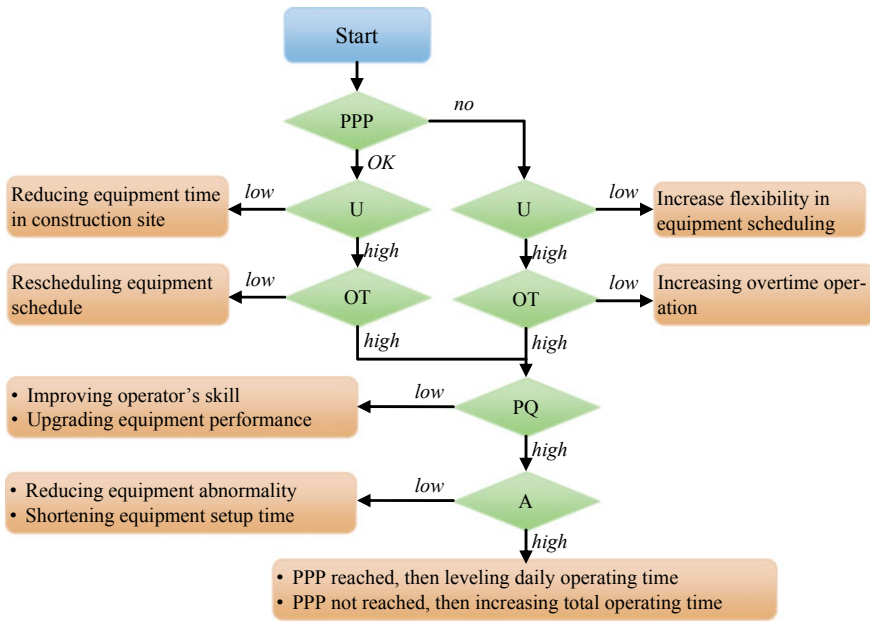 Start
PPP
no
OK
Reducing equipment time
in construction site
low
U
U
low
Increase flexibility in
equipment scheduling
high
high
Rescheduling equipment
schedule
low
OT
OT
low
Increasing overtime oper-
ation
high
high
• Improving operator’s skill
• Upgrading equipment performance
low
PQ
high
• Reducing equipment abnormality
• Shortening equipment setup time
low
A
high
• PPP reached, then leveling daily operating time
• PPP not reached, then increasing total operating time